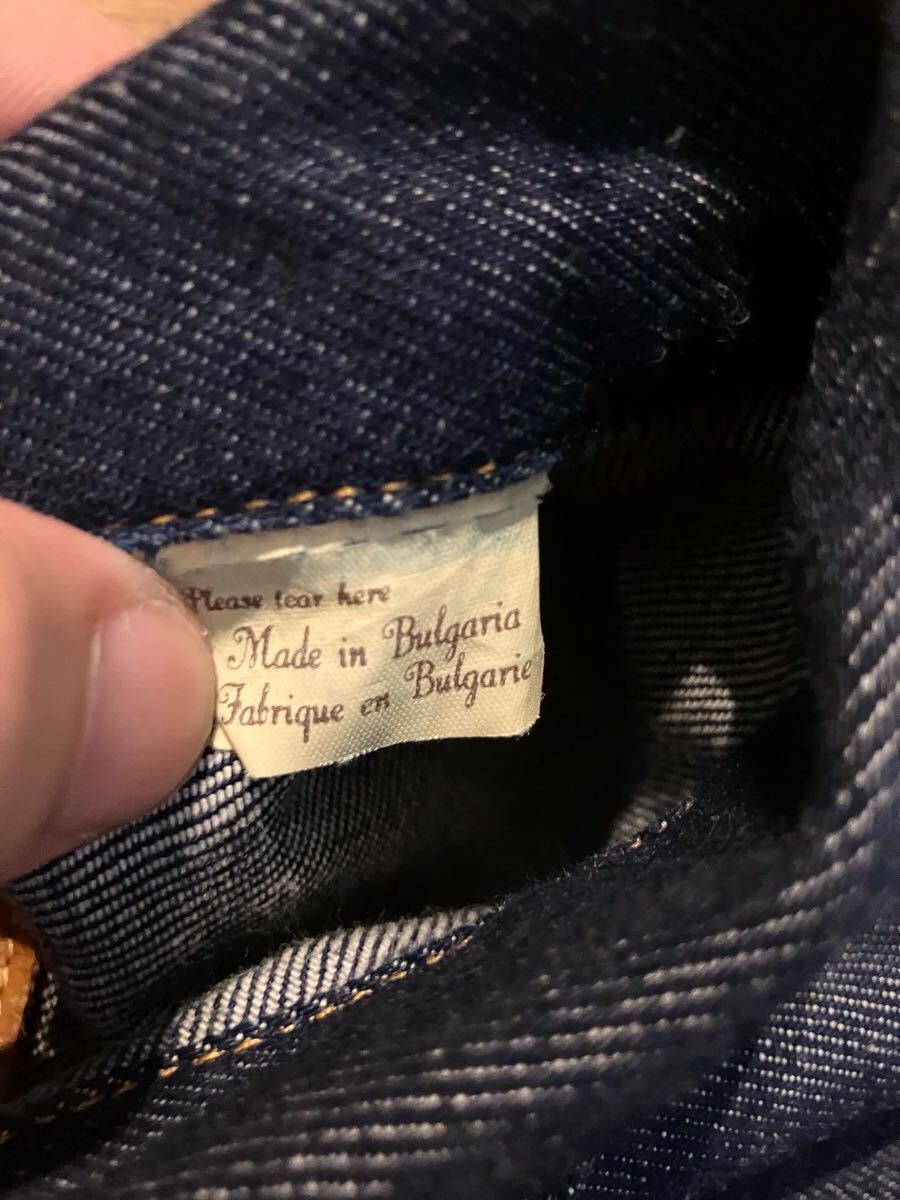 Please tear here
Made in Bulgaria
Fabrique en Bulgarie